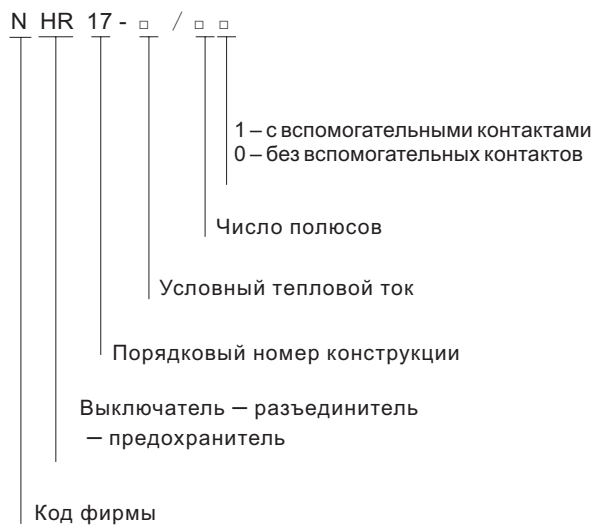 N HR 17 - □ / □ □
1 – с вспомогательными контактами
0 – без вспомогательных контактов
Число полюсов
Условный тепловой ток
Порядковый номер конструкции
Выключатель — разъединитель
— предохранитель
Код фирмы